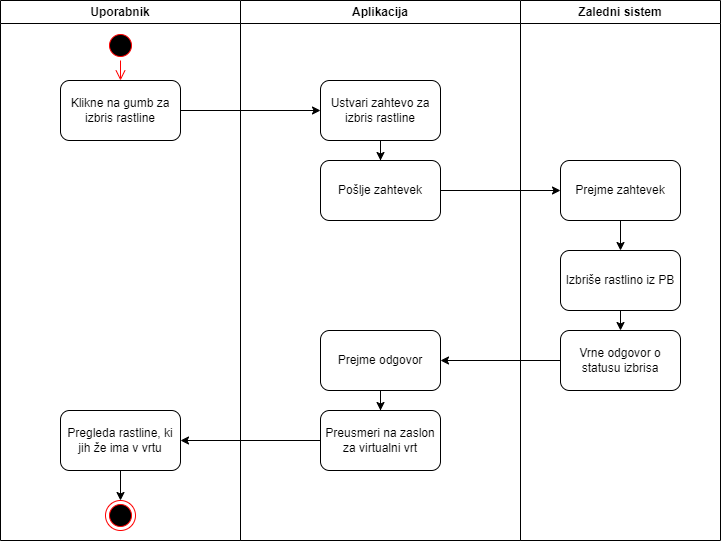 Uporabnik
Aplikacija
Zaledni sistem
Klikne na gumb za
izbris rastline
Ustvari zahtevo za
izbris rastline
Pošlje zahtevek
Prejme zahtevek
Izbriše rastlino iz PB
Vrne odgovor o
statusu izbrisa
Prejme odgovor
Preusmeri na zaslon
za virtualni vrt
Pregleda rastline, ki
jih že ima v vrtu